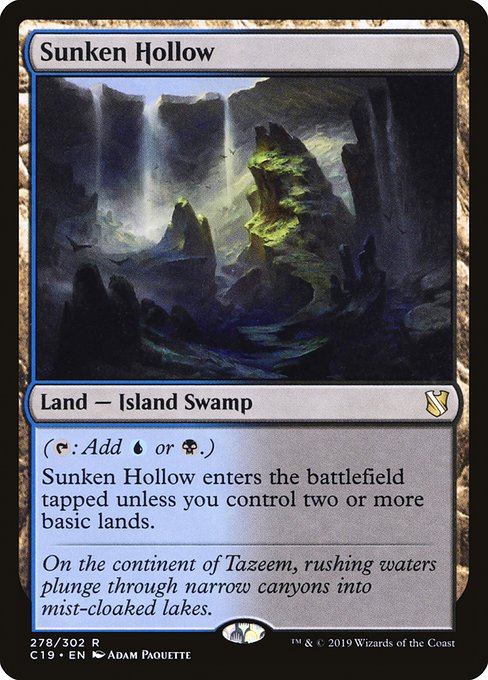 Sunken Hollow
Land — Island Swamp
(: Add  or .)
Sunken Hollow enters the battlefield
tapped unless you control two or more
basic lands.
On the continent of Tazeem, rushing waters
plunge through narrow canyons into
mist-cloaked lakes.
278/302 R
C19 • EN Adam Paquette
™ & © 2019 Wizards of the Coast